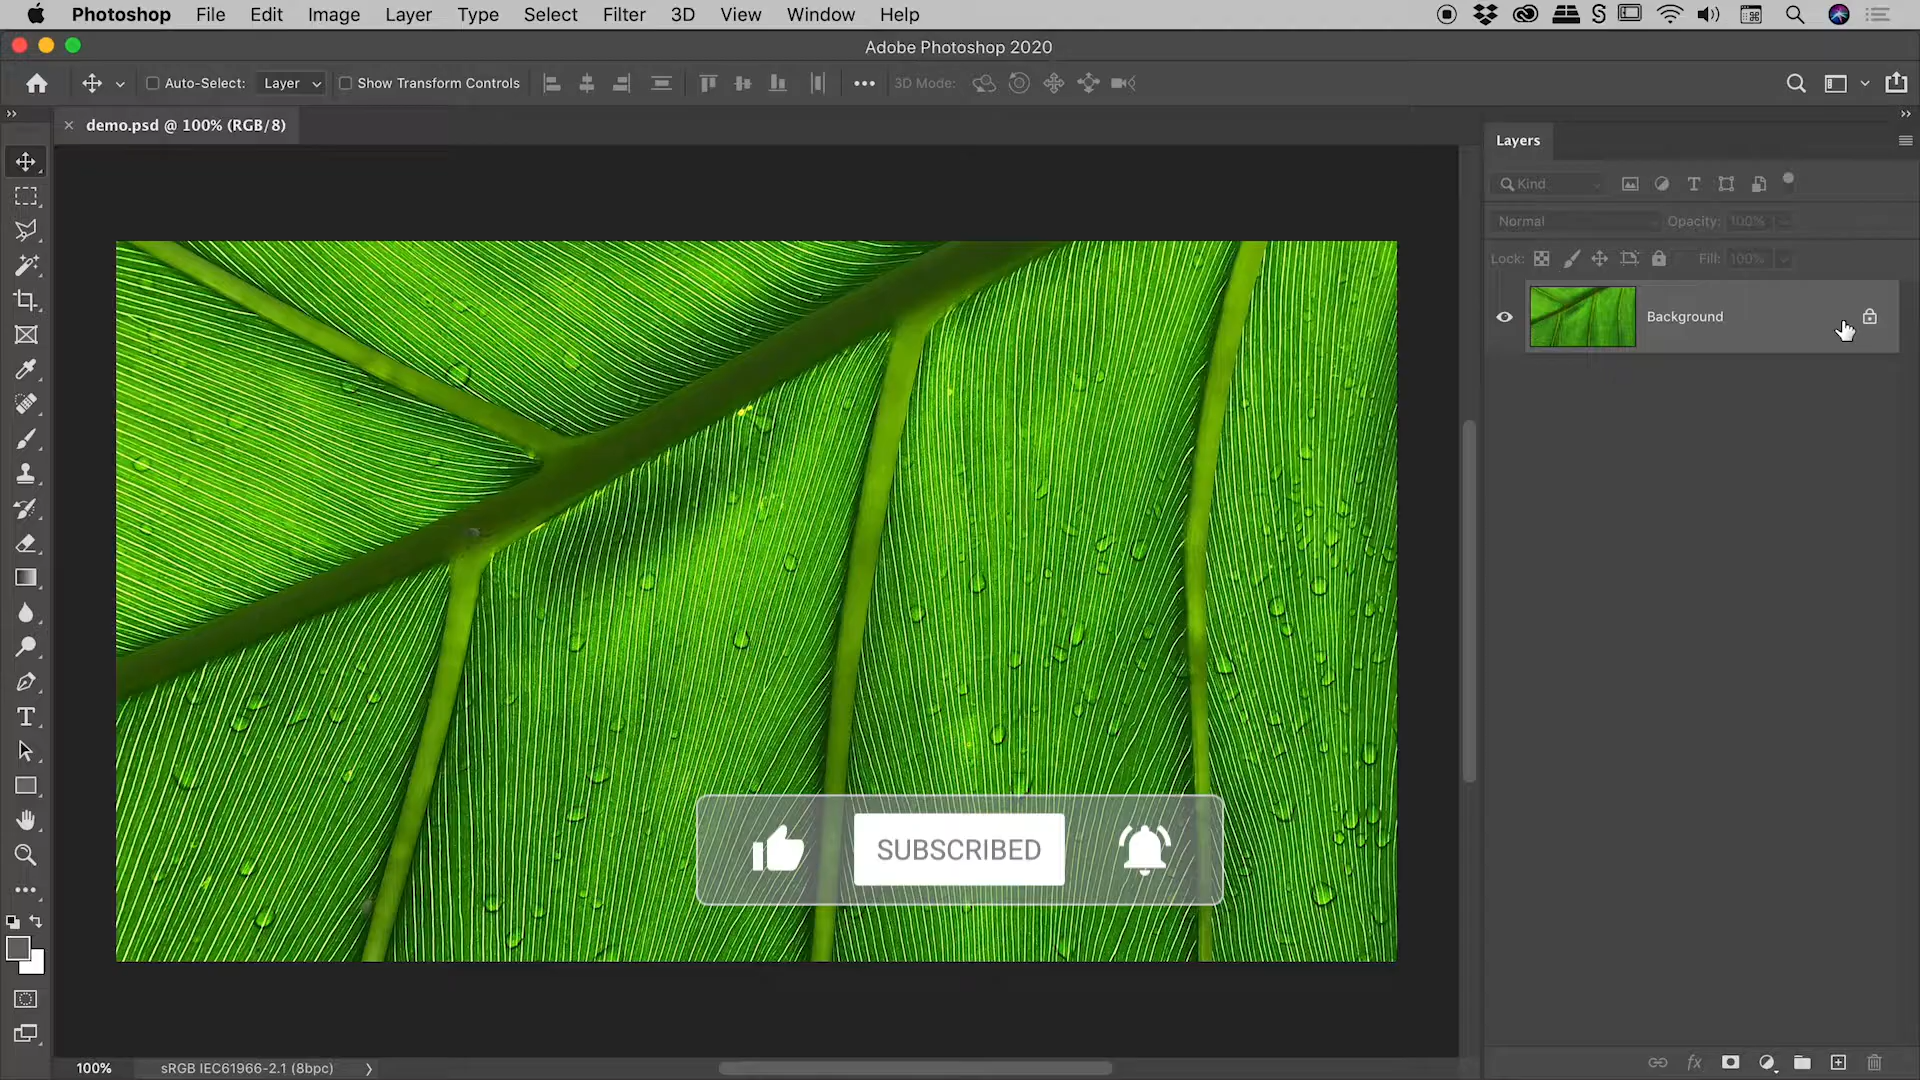 Photoshop File Edit Image Layer Type Select Filter 3D View Window Help
Adobe Photoshop 2020
Auto-Select: Layer Show Transform Controls 3D Mode:
demo.psd @ 100% (RGB/8)
Layers
Kind
Normal Opacity: 100%
Lock: Fill: 100%
Background
SUBSCRIBED
100% sRGB IEC61966-2.1 (8bpc)